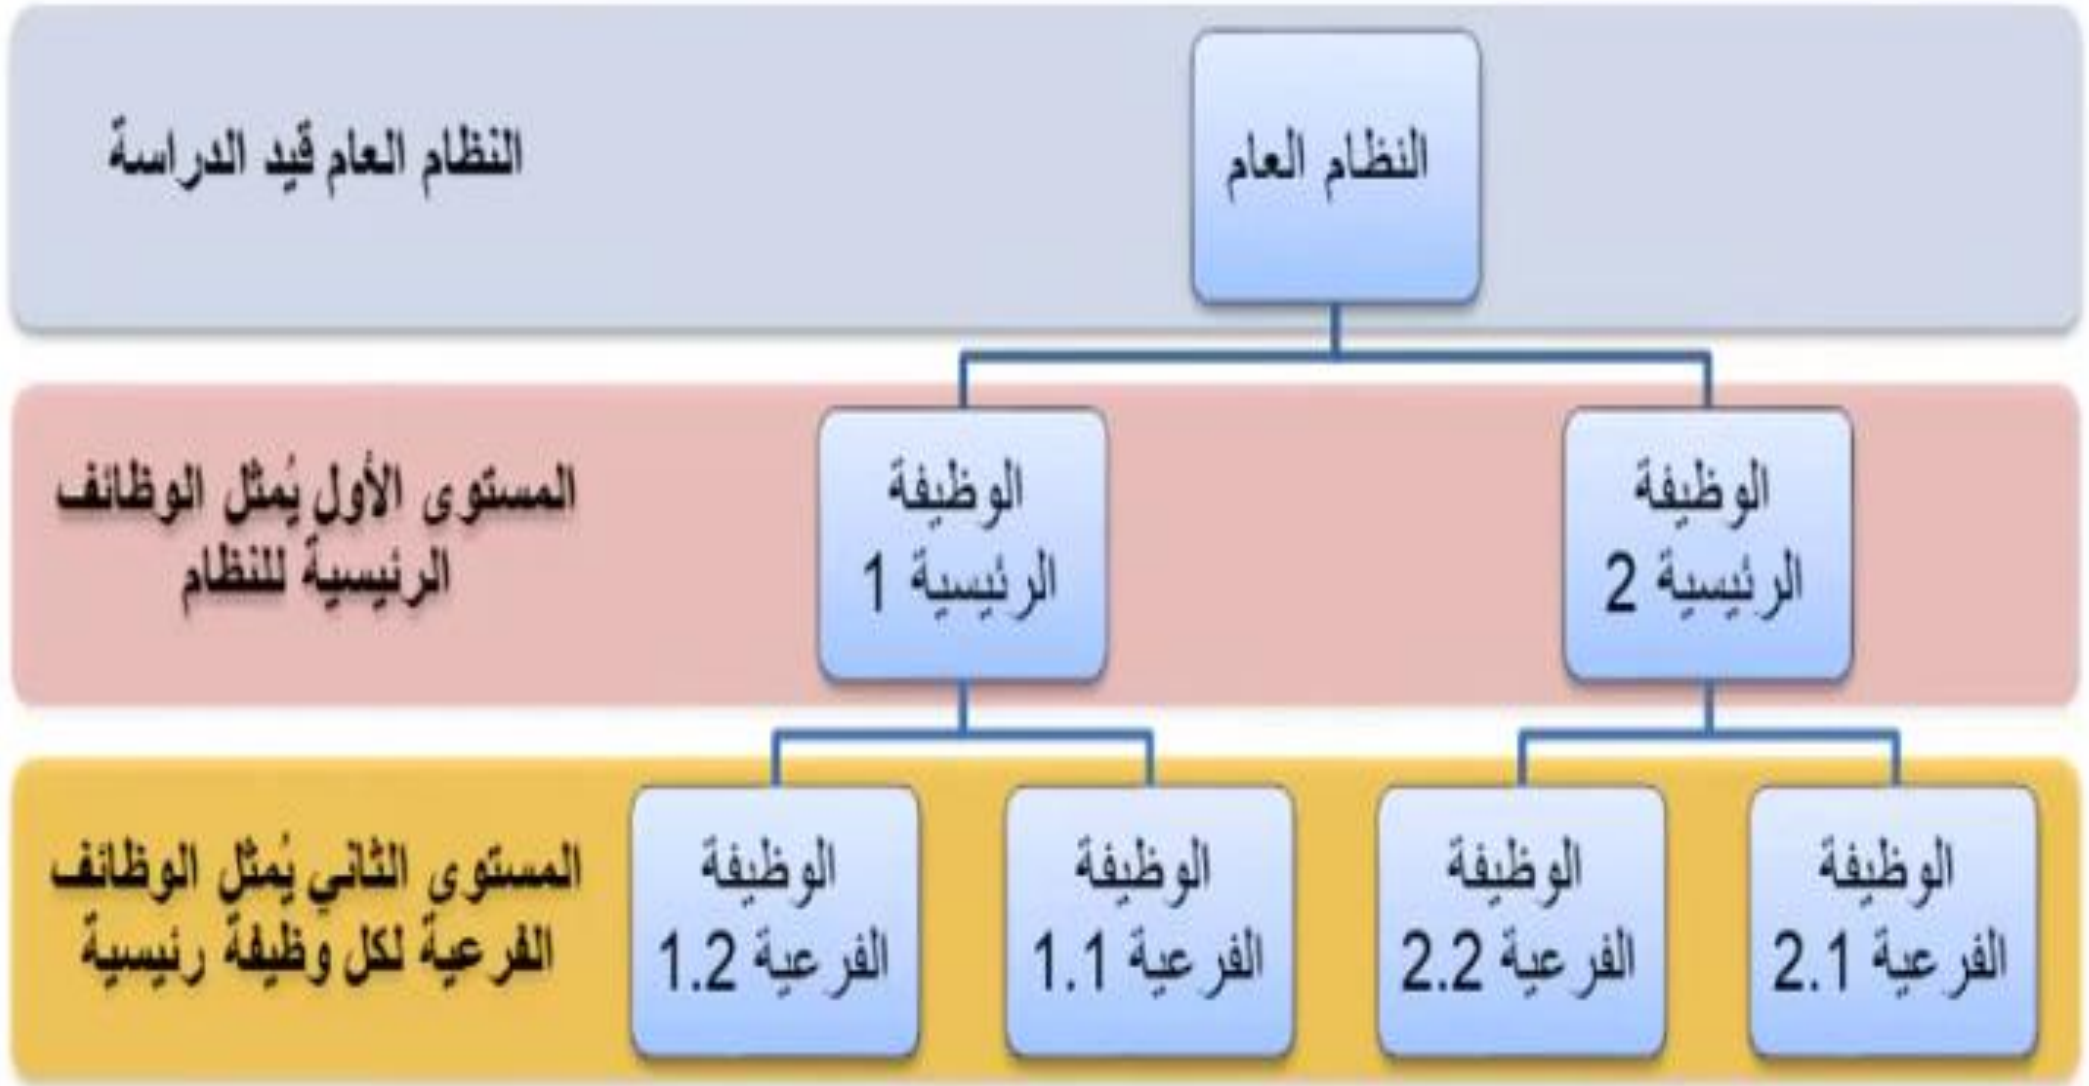 النظام العام
النظام العام قيد الدراسة
الوظيفة
الرئيسية 2
الوظيفة
الرئيسية 1
المستوى الأول يُمثل الوظائف
الرئيسية للنظام
الوظيفة
الفرعية 2.1
الوظيفة
الفرعية 2.2
الوظيفة
الفرعية 1.1
الوظيفة
الفرعية 1.2
المستوى الثاني يُمثل الوظائف
الفرعية لكل وظيفة رئيسية